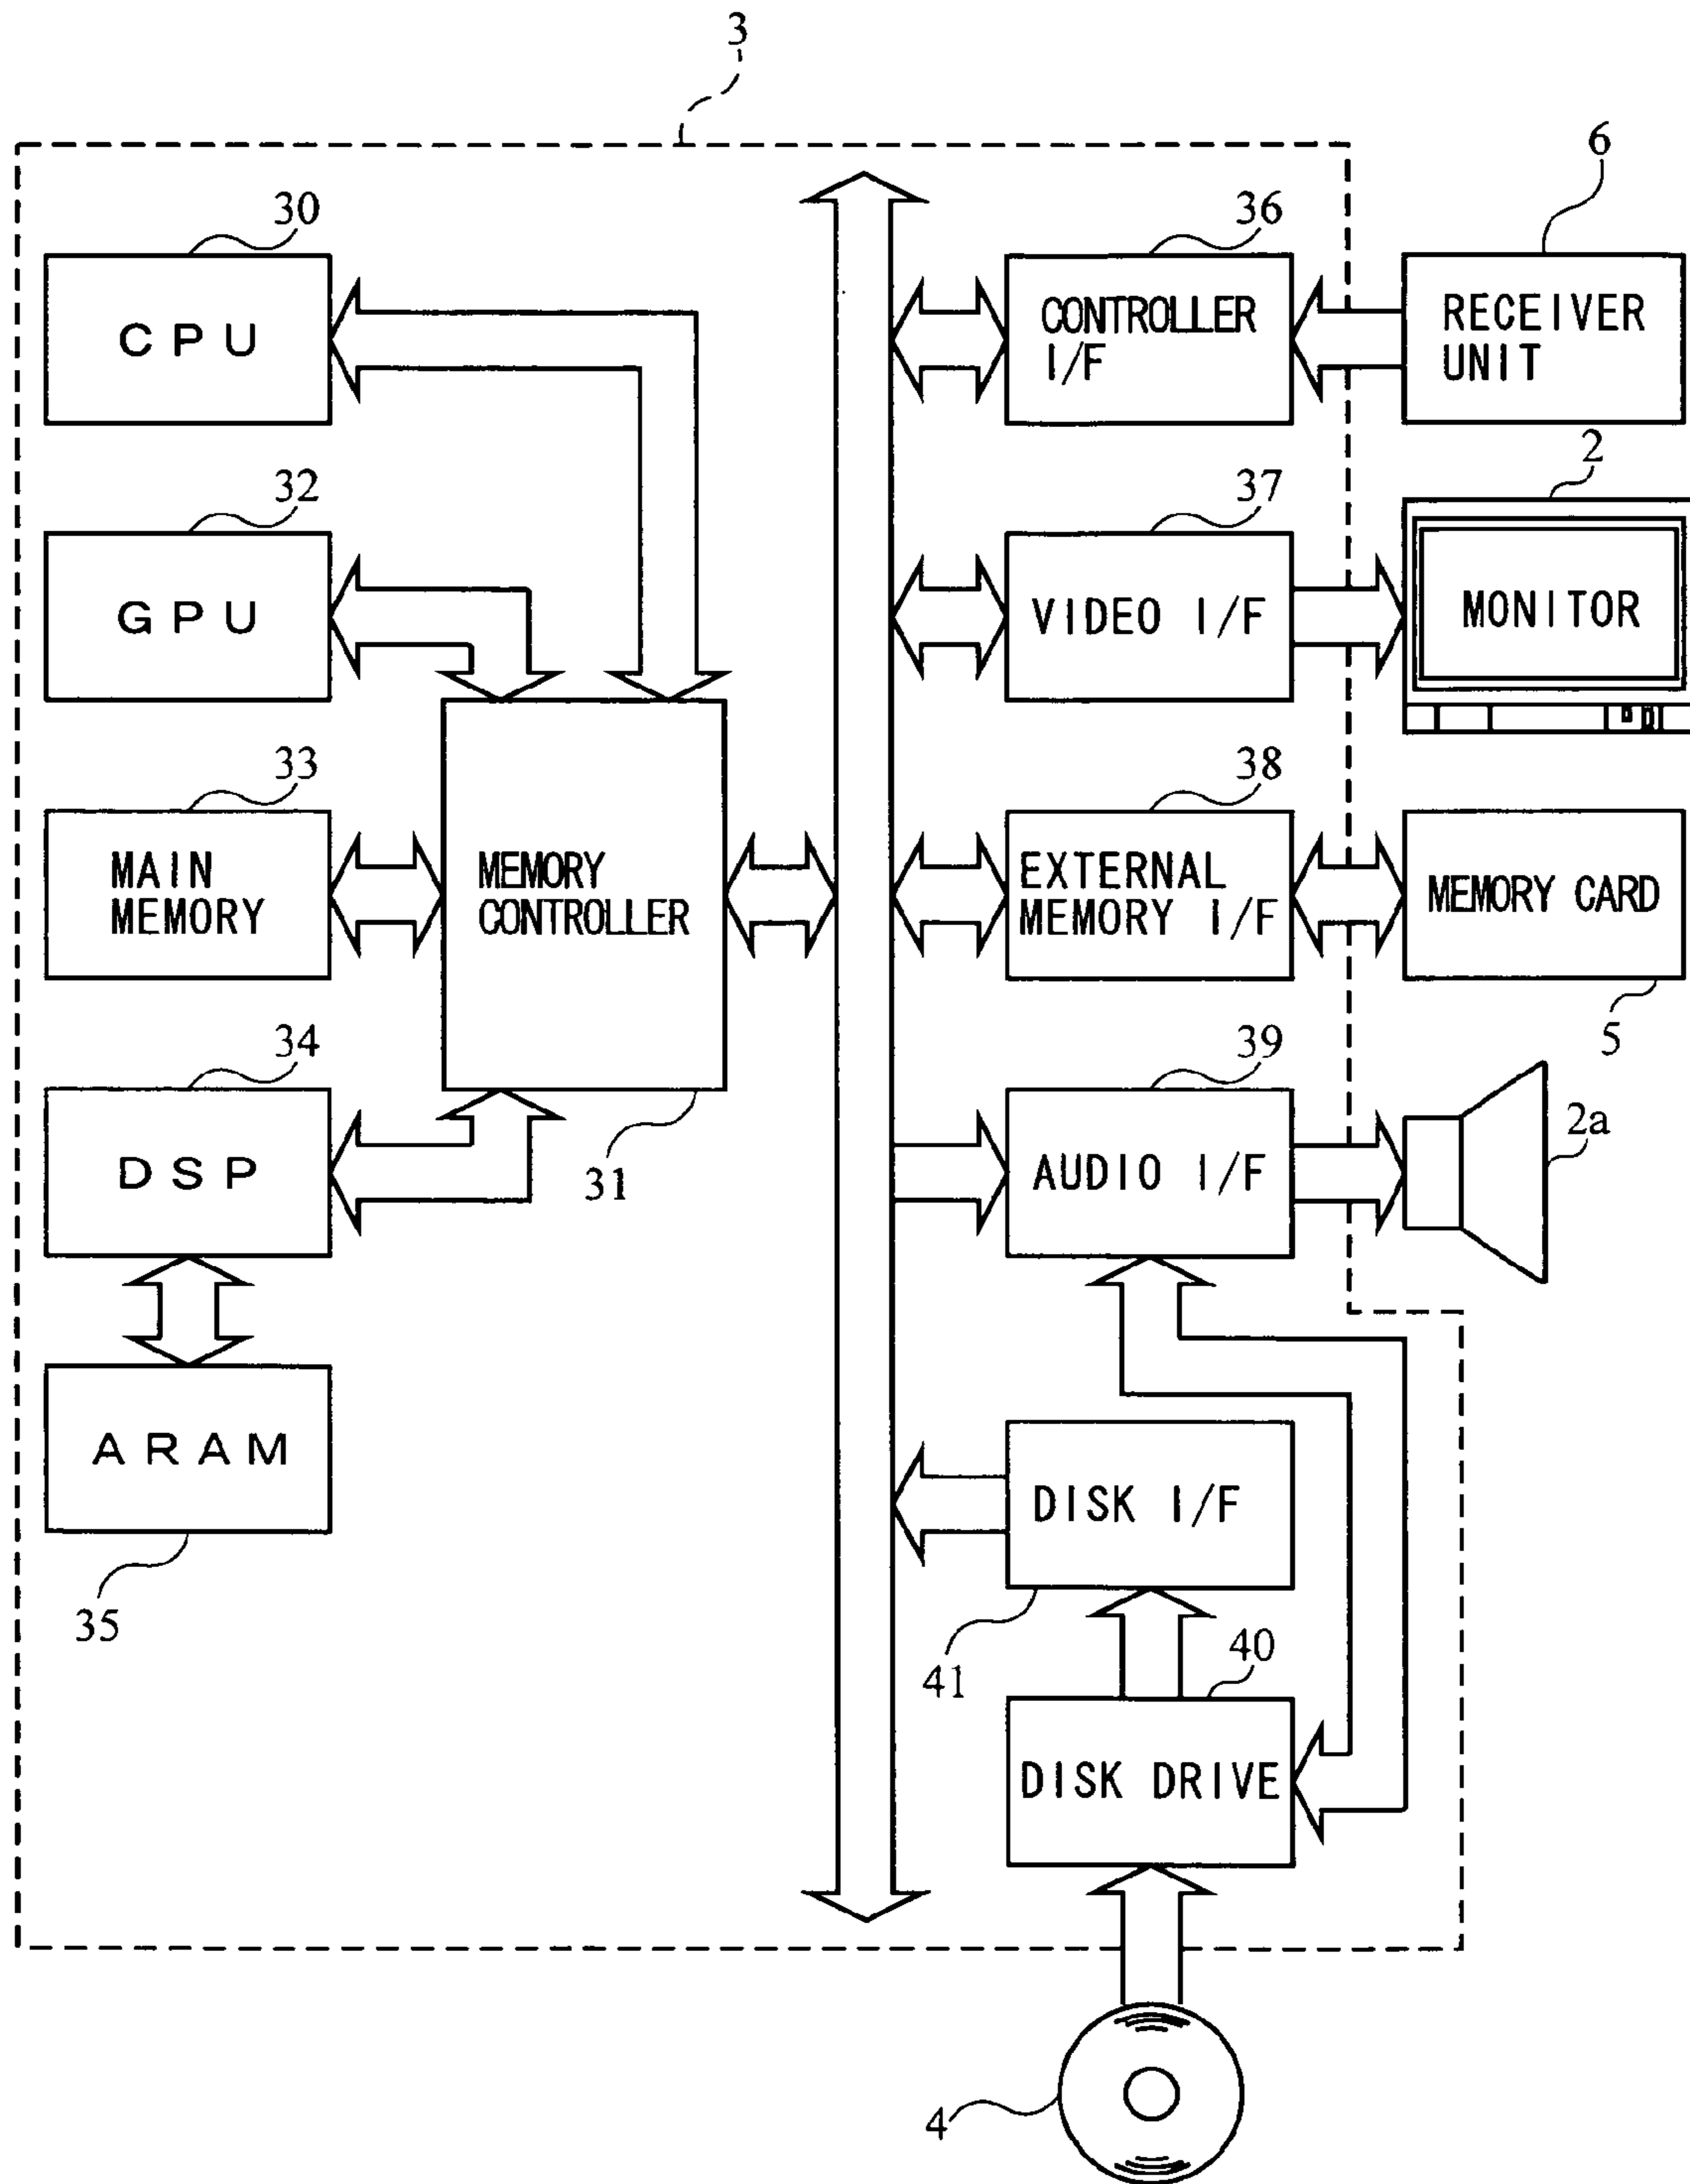 3
6
30
36
CPU
CONTROLLER
I/F
RECEIVER
UNIT
32
37
2
GPU
VIDEO I/F
MONITOR
33
38
MAIN
MEMORY
MEMORY
CONTROLLER
EXTERNAL
MEMORY I/F
MEMORY CARD
34
39
5
2a
DSP
31
AUDIO I/F
ARAM
DISK I/F
35
41
40
DISK DRIVE
4